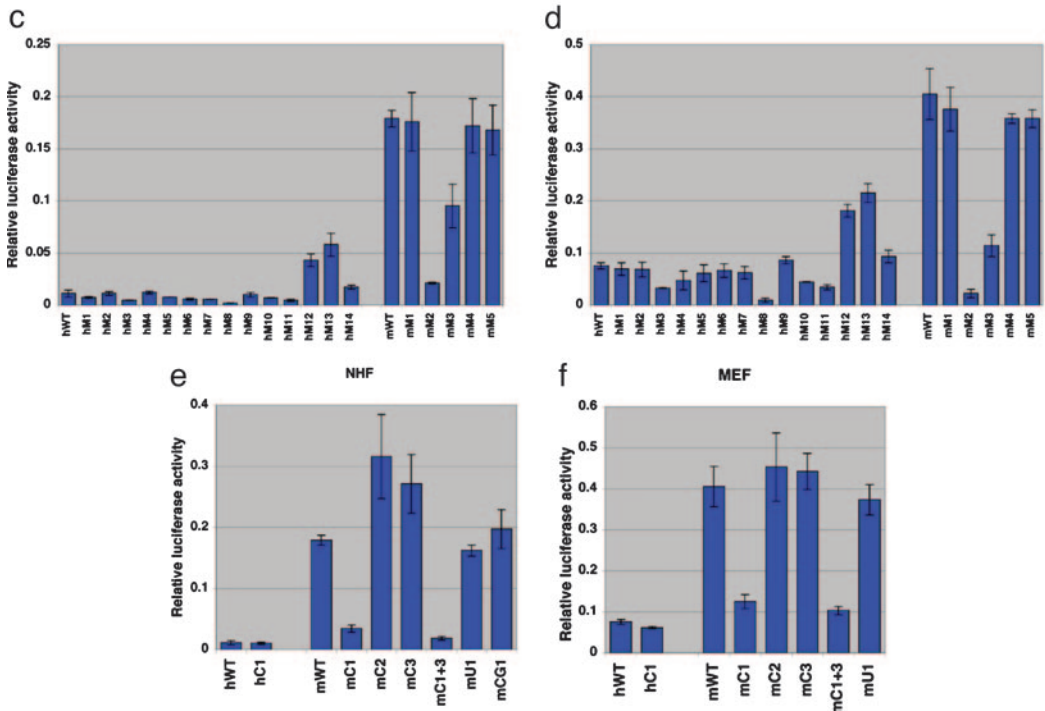 c
Relative luciferase activity
0.25
0.2
0.15
0.1
0.05
0
hWT hM1 hM2 hM3 hM4 hM5 hM6 hM7 hM8 hM9 hM10 hM11 hM12 hM13 hM14 mWT mM1 mM2 mM3 mM4 mM5
d
Relative luciferase activity
0.5
0.4
0.3
0.2
0.1
0
hWT hM1 hM2 hM3 hM4 hM5 hM6 hM7 hM8 hM9 hM10 hM11 hM12 hM13 hM14 mWT mM1 mM2 mM3 mM4 mM5
e
NHF
Relative luciferase activity
0.4
0.3
0.2
0.1
0
hWT hC1 mWT mC1 mC2 mC3 mC1+3 mU1 mCG1
f
MEF
Relative luciferase activity
0.6
0.5
0.4
0.3
0.2
0.1
0
hWT hC1 mWT mC1 mC2 mC3 mC1+3 mU1